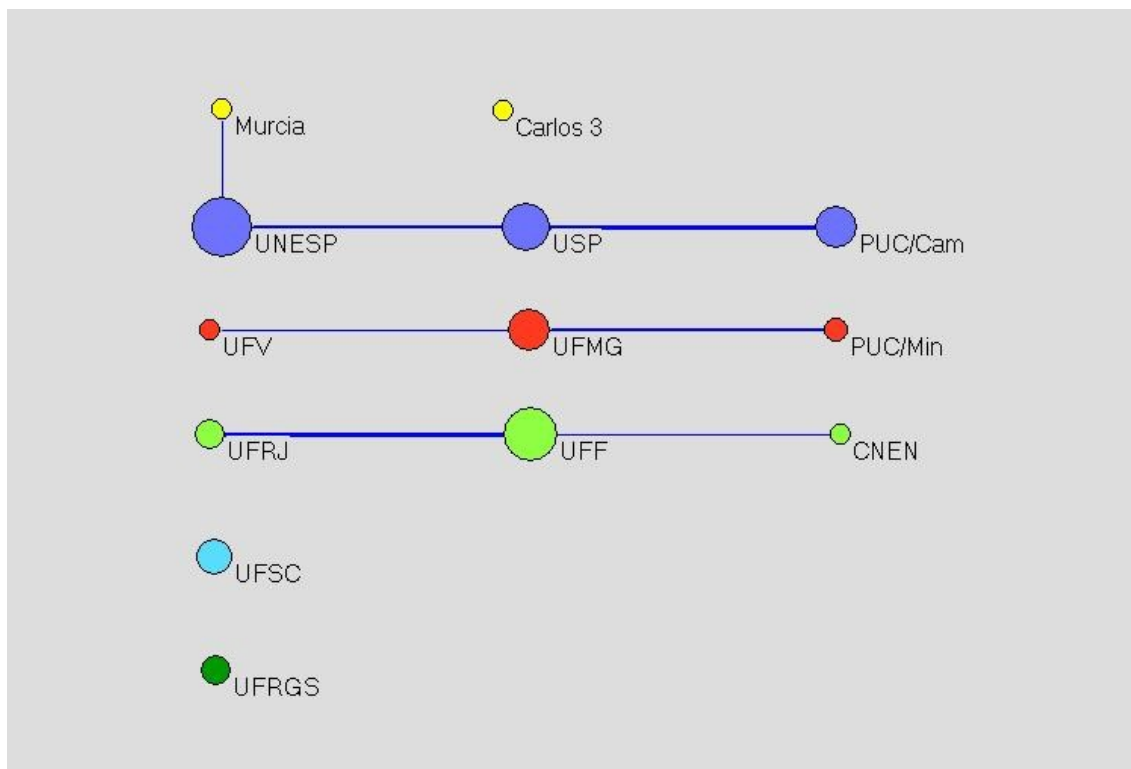 Murcia
Carlos 3
UNESP
USP
PUC/Cam
UFV
UFMG
PUC/Min
UFRJ
UFF
CNEN
UFSC
UFRGS